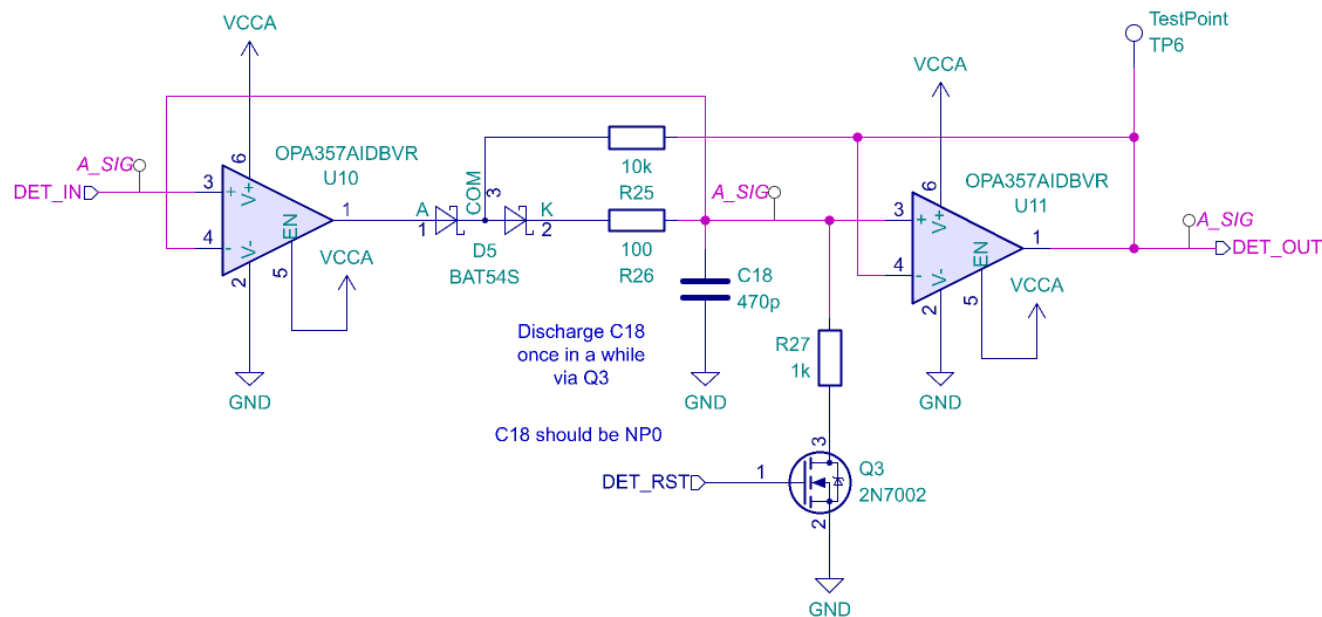 TestPoint
TP6
VCCA
VCCA
OPA357AIDBVR
U10
A_SIG
DET_IN
3
+
6
V+
EN
1
4
-
V-
2
5
VCCA
GND
A
1
COM
3
K
2
D5
BAT54S
10k
R25
100
R26
A_SIG
C18
470p
GND
OPA357AIDBVR
U11
3
+
6
V+
EN
1
4
-
V-
2
5
VCCA
GND
A_SIG
DET_OUT
Discharge C18
once in a while
via Q3
C18 should be NP0
R27
1k
DET_RST
1
3
2
Q3
2N7002
GND